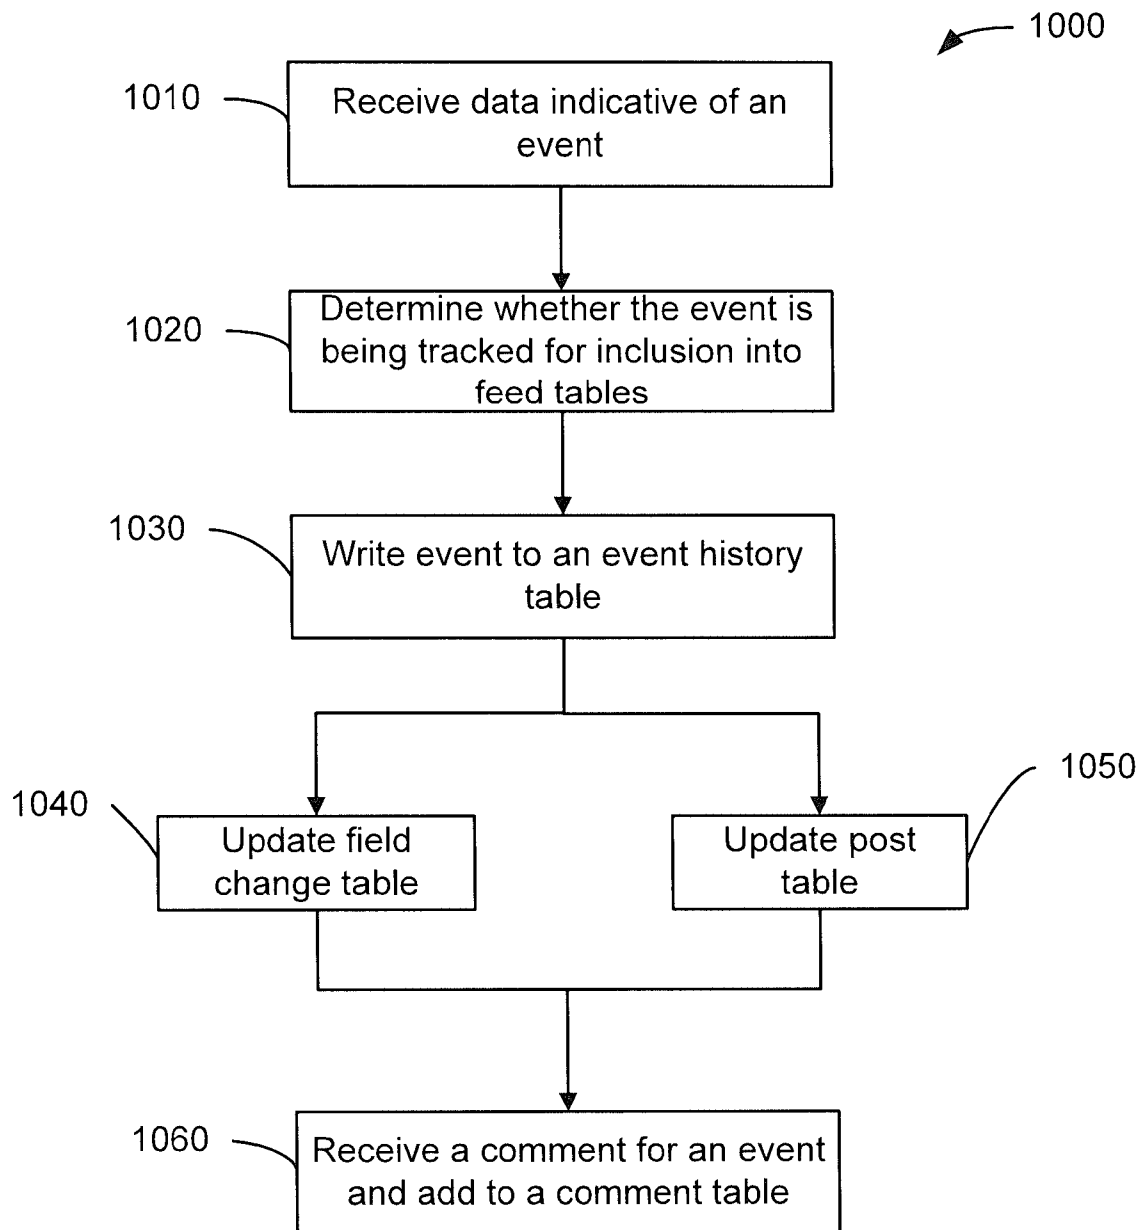 1000
1010
Receive data indicative of an
event
1020
Determine whether the event is
being tracked for inclusion into
feed tables
1030
Write event to an event history
table
1040
Update field
change table
1050
Update post
table
1060
Receive a comment for an event
and add to a comment table